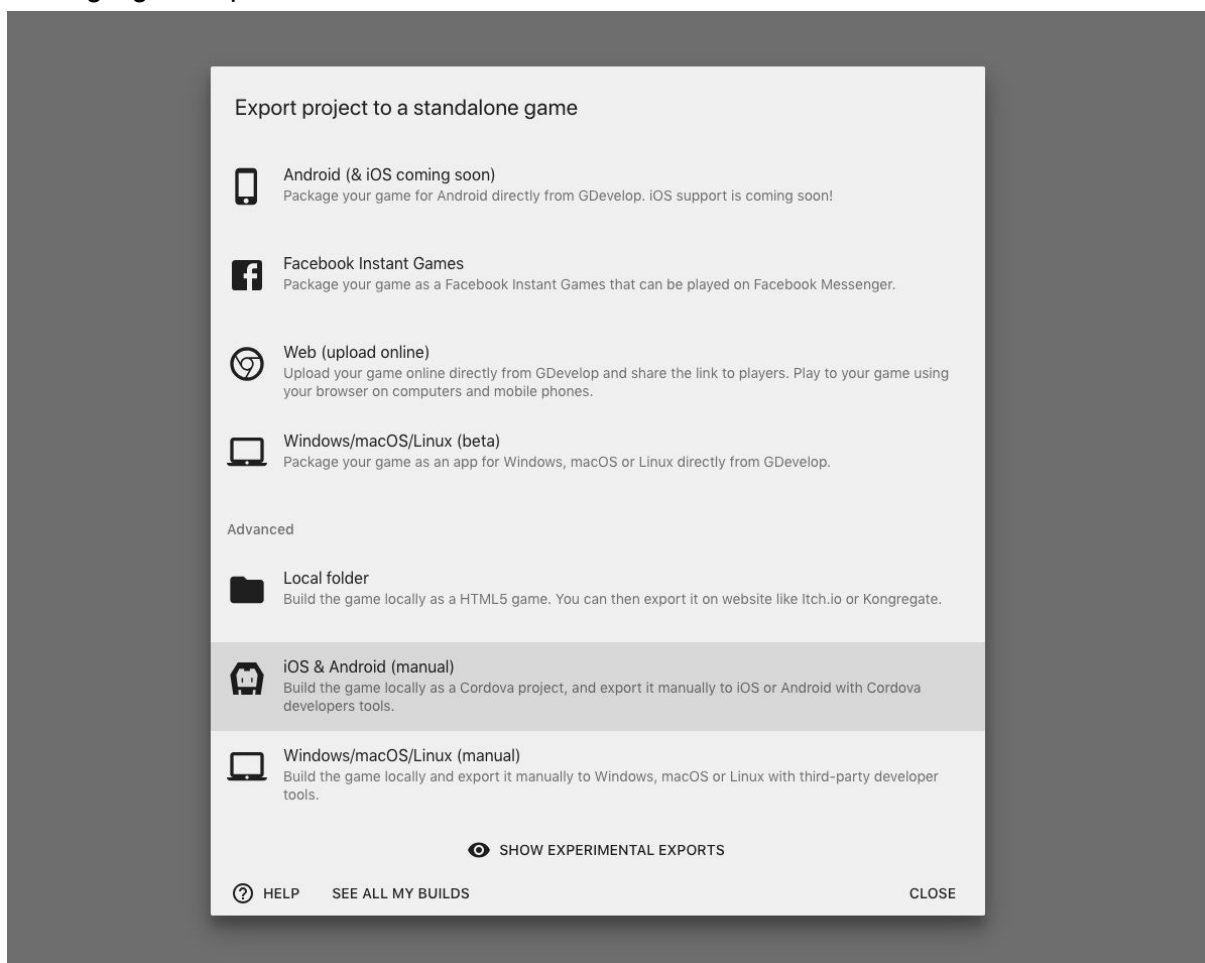 Export project to a standalone game
Android (& iOS coming soon)
Package your game for Android directly from GDevelop. iOS support is coming soon!
Facebook Instant Games
Package your game as a Facebook Instant Games that can be played on Facebook Messenger.
Web (upload online)
Upload your game online directly from GDevelop and share the link to players. Play to your game using
your browser on computers and mobile phones.
Windows/macOS/Linux (beta)
Package your game as an app for Windows, macOS or Linux directly from GDevelop.
Advanced
Local folder
Build the game locally as a HTML5 game. You can then export it on website like Itch.io or Kongregate.
iOS & Android (manual)
Build the game locally as a Cordova project, and export it manually to iOS or Android with Cordova
developers tools.
Windows/macOS/Linux (manual)
Build the game locally and export it manually to Windows, macOS or Linux with third-party developer
tools.
SHOW EXPERIMENTAL EXPORTS
HELP SEE ALL MY BUILDS CLOSE